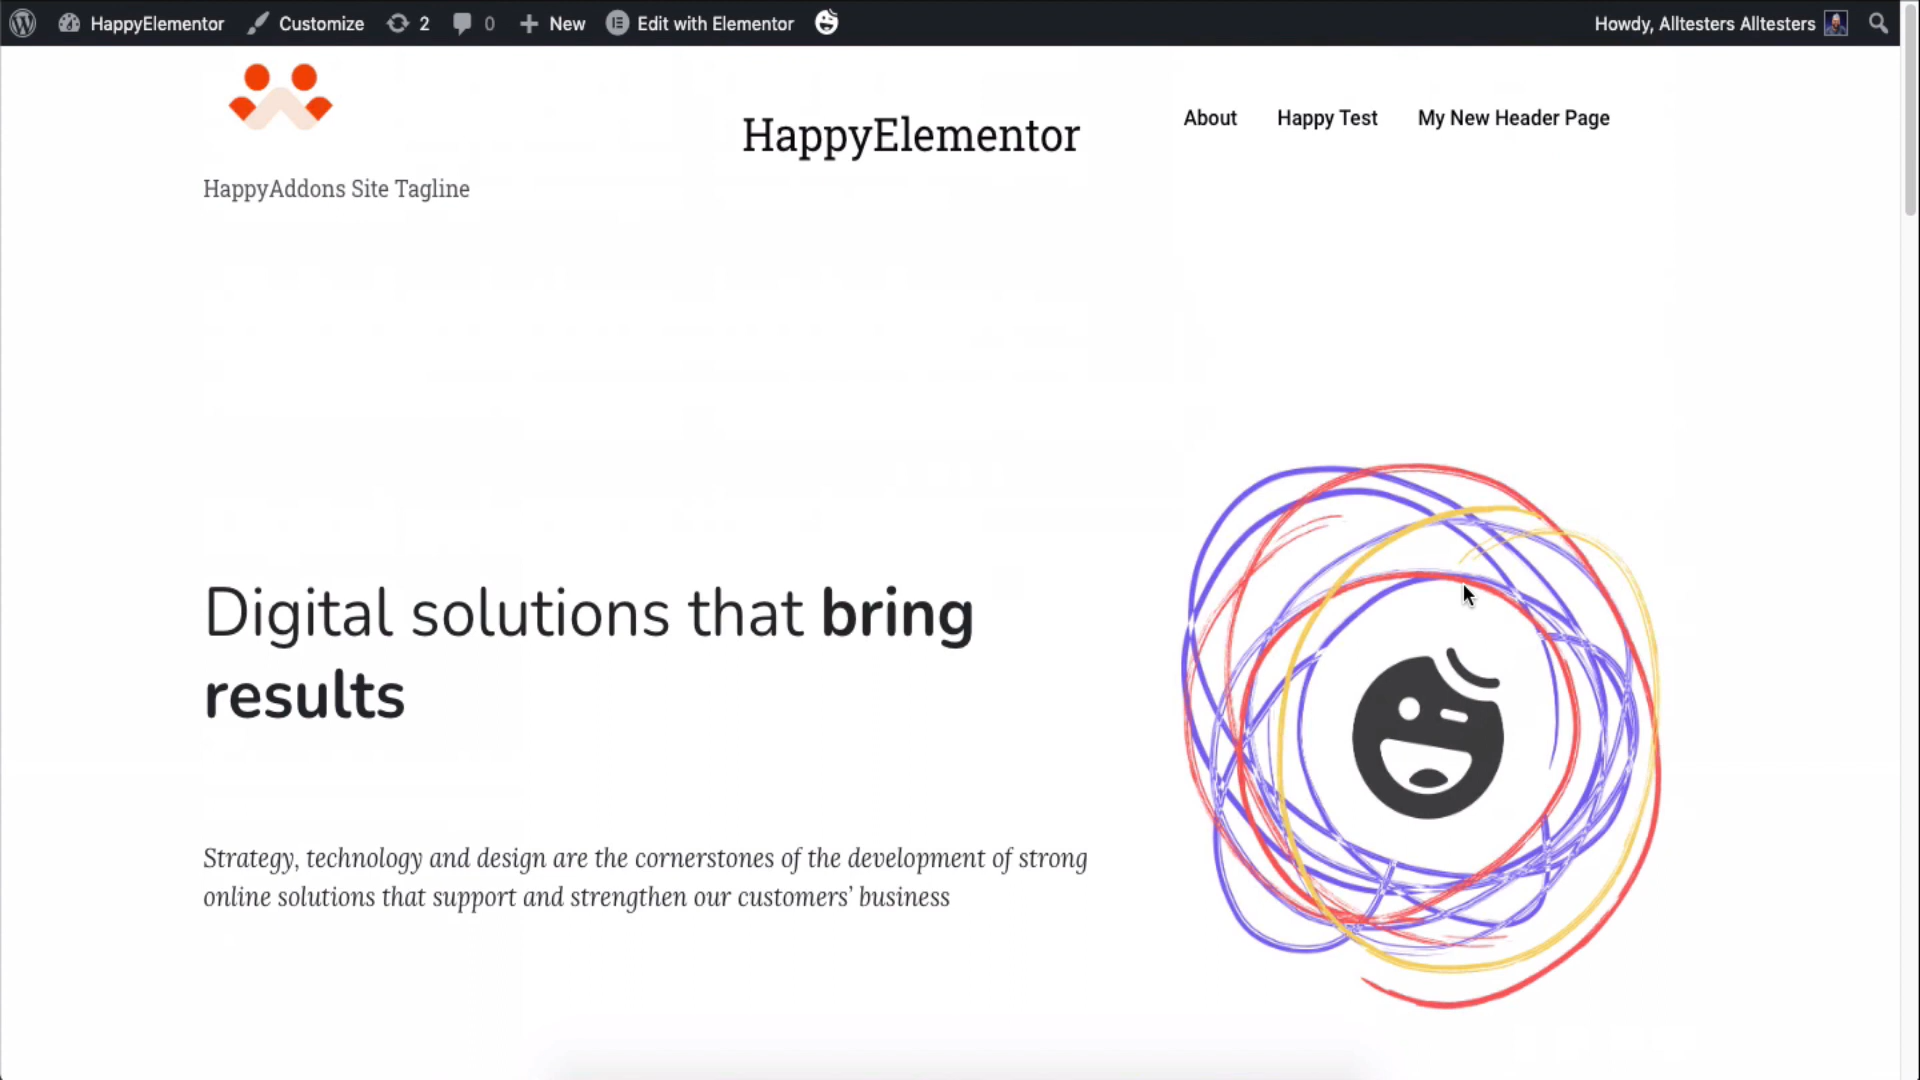 HappyElementor Customize 2 0 New Edit with Elementor Howdy, Alltesters Alltesters
HappyElementor
About Happy Test My New Header Page
HappyAddons Site Tagline
Digital solutions that bring
results
Strategy, technology and design are the cornerstones of the development of strong
online solutions that support and strengthen our customers’ business